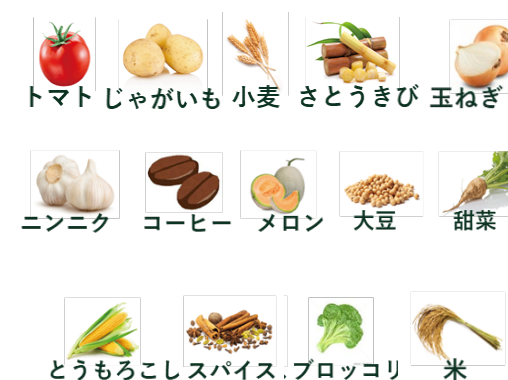 トマト じゃがいも 小麦 さとうきび 玉ねぎ
ニンニク コーヒー メロン 大豆 甜菜
とうもろこし スパイス ブロッコリ 米